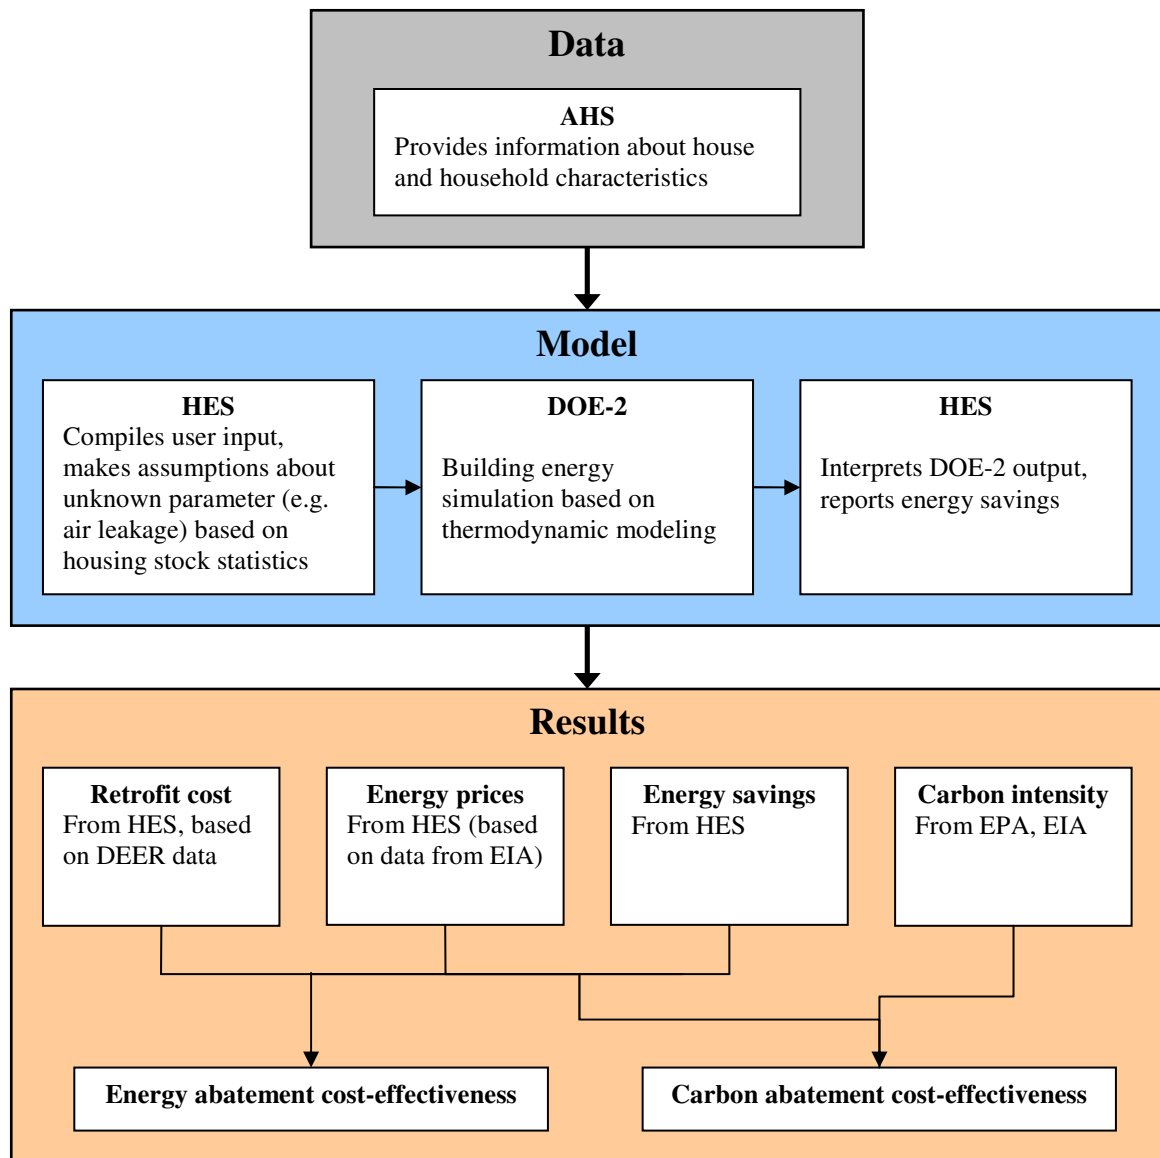 Data
AHS
Provides information about house
and household characteristics
Model
HES
Compiles user input,
makes assumptions about
unknown parameter (e.g.
air leakage) based on
housing stock statistics
DOE-2
Building energy
simulation based on
thermodynamic modeling
HES
Interprets DOE-2 output,
reports energy savings
Results
Retrofit cost
From HES, based
on DEER data
Energy prices
From HES (based
on data from EIA)
Energy savings
From HES
Carbon intensity
From EPA, EIA
Energy abatement cost-effectiveness
Carbon abatement cost-effectiveness